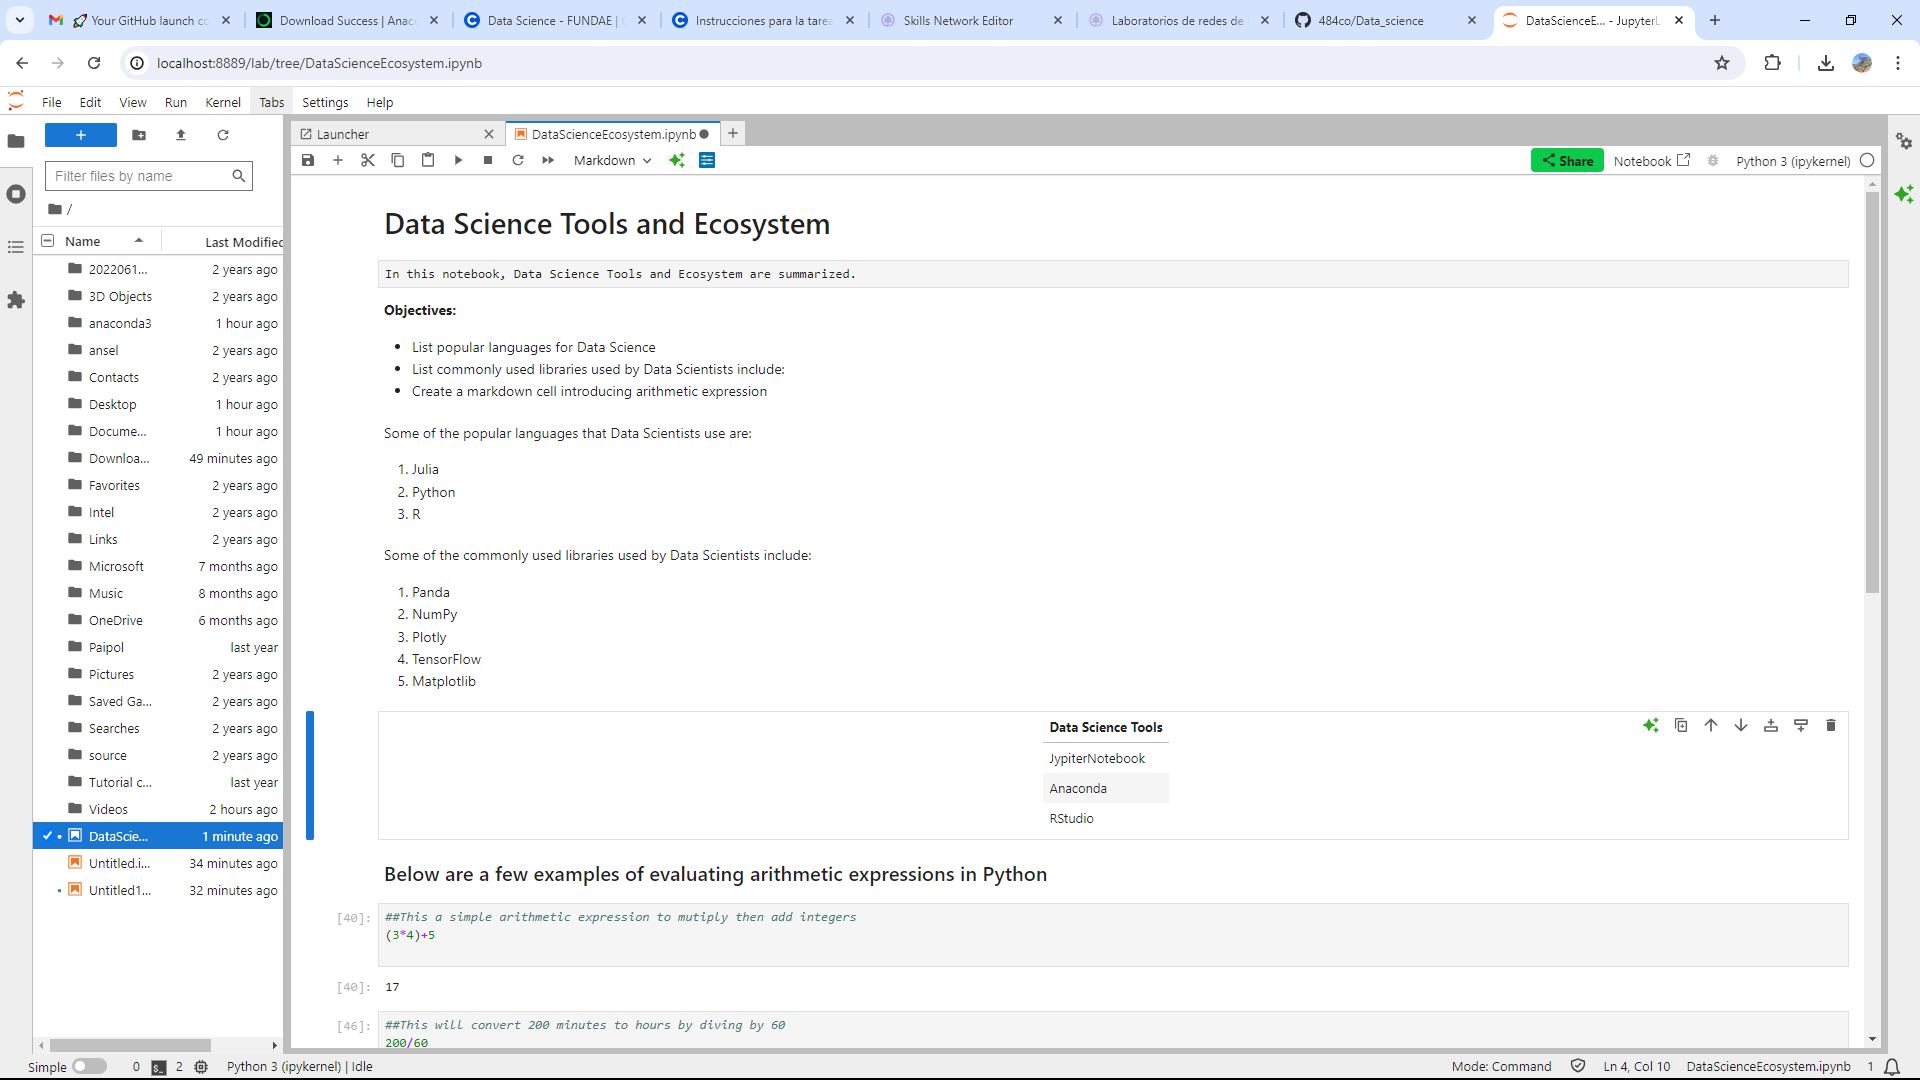 Your GitHub launch co
Download Success | Anac
Data Science - FUNDAE |
Instrucciones para la tarea
Skills Network Editor
Laboratorios de redes de
484co/Data_science
DataScienceE... - JupyterL
localhost:8889/lab/tree/DataScienceEcosystem.ipynb
File Edit View Run Kernel Tabs Settings Help
Launcher
DataScienceEcosystem.ipynb
Markdown
Share
Notebook
Python 3 (ipykernel)
Filter files by name
/
Name Last Modified
2022061... 2 years ago
3D Objects 2 years ago
anaconda3 1 hour ago
ansel 2 years ago
Contacts 2 years ago
Desktop 1 hour ago
Docume... 1 hour ago
Downloa... 49 minutes ago
Favorites 2 years ago
Intel 2 years ago
Links 2 years ago
Microsoft 7 months ago
Music 8 months ago
OneDrive 6 months ago
Paipol last year
Pictures 2 years ago
Saved Ga... 2 years ago
Searches 2 years ago
source 2 years ago
Tutorial c... last year
Videos 2 hours ago
DataScie... 1 minute ago
Untitled.i... 34 minutes ago
Untitled1... 32 minutes ago
Data Science Tools and Ecosystem
In this notebook, Data Science Tools and Ecosystem are summarized.
Objectives:
• List popular languages for Data Science
• List commonly used libraries used by Data Scientists include:
• Create a markdown cell introducing arithmetic expression
Some of the popular languages that Data Scientists use are:
1. Julia
2. Python
3. R
Some of the commonly used libraries used by Data Scientists include:
1. Panda
2. NumPy
3. Plotly
4. TensorFlow
5. Matplotlib
Data Science Tools
JypiterNotebook
Anaconda
RStudio
Below are a few examples of evaluating arithmetic expressions in Python
[40]: ##This a simple arithmetic expression to mutiply then add integers
(3*4)+5
[40]: 17
[46]: ##This will convert 200 minutes to hours by diving by 60
200/60
Simple 0 2 Python 3 (ipykernel) | Idle
Mode: Command Ln 4, Col 10 DataScienceEcosystem.ipynb 1